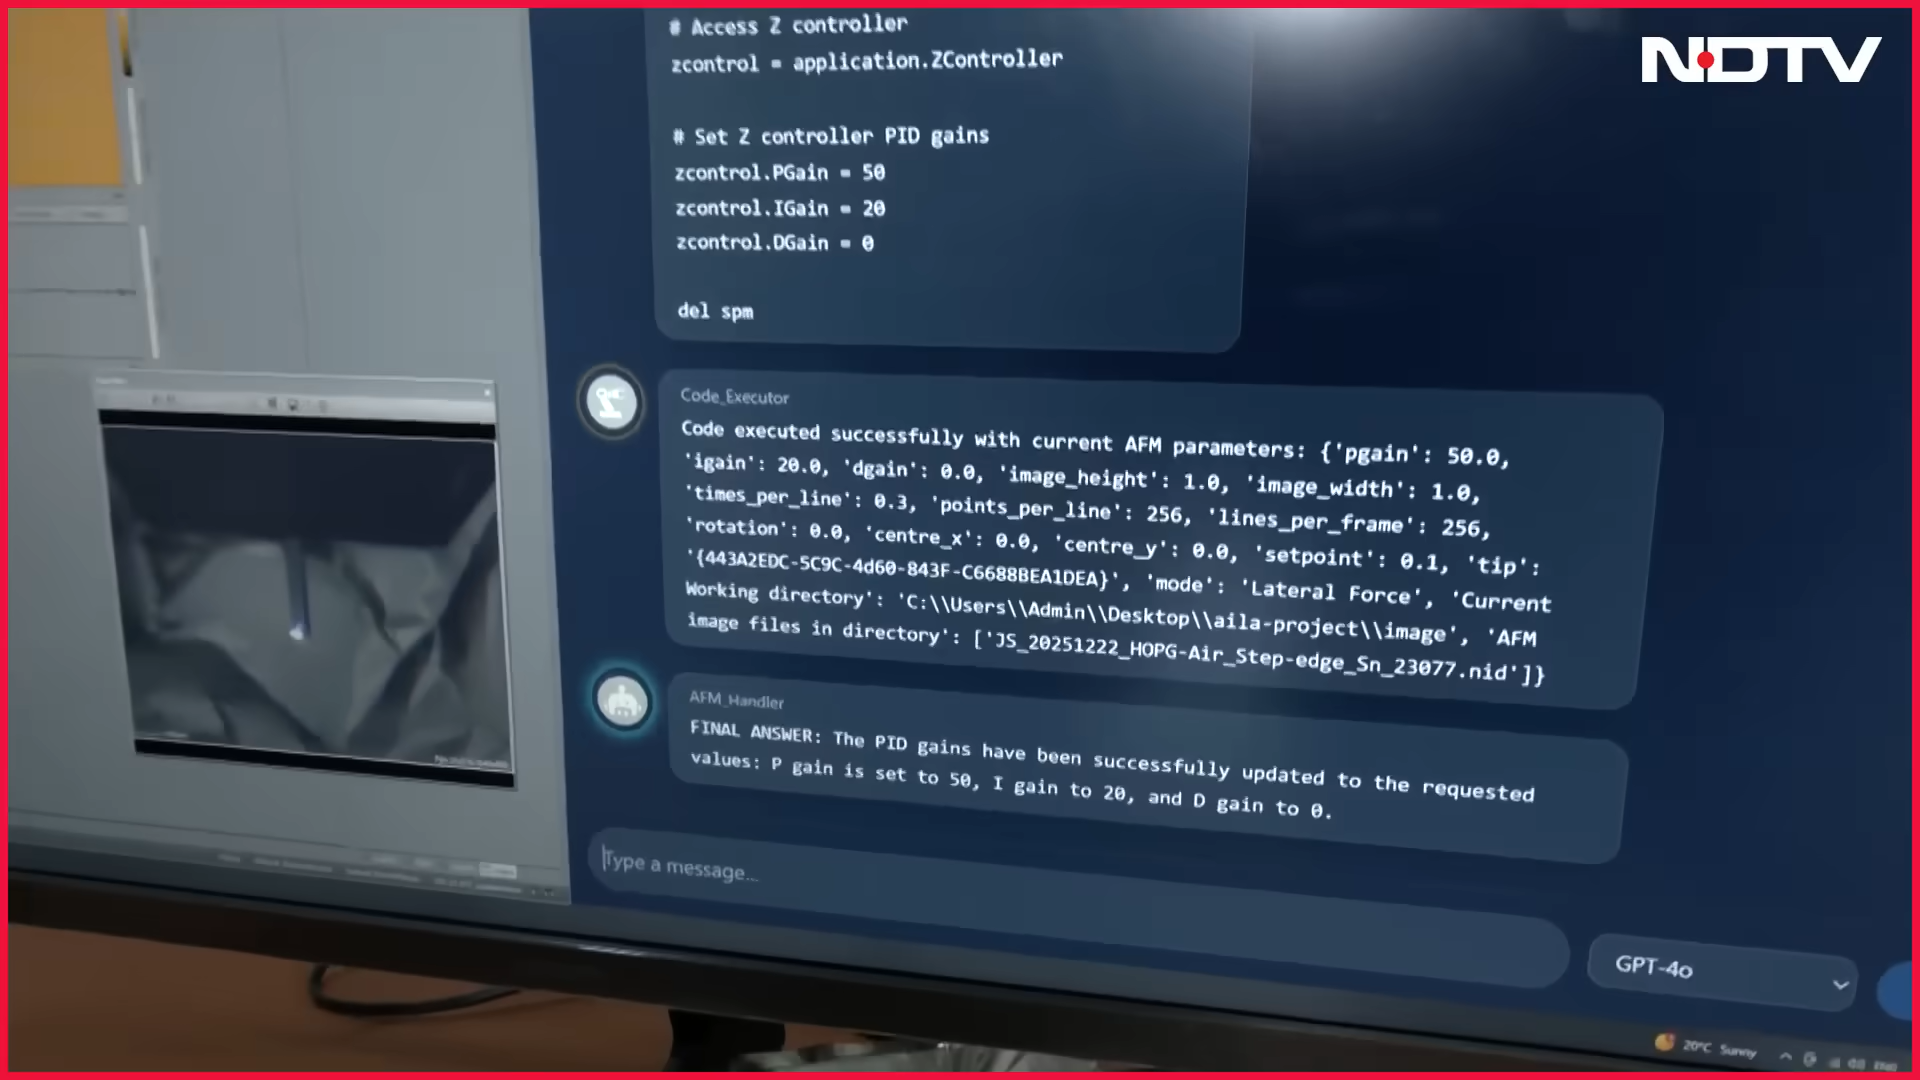 NDTV
# Access Z controller
zcontrol = application.ZController
# Set Z controller PID gains
zcontrol.PGain = 50
zcontrol.IGain = 20
zcontrol.DGain = 0
del spm
Code_Executor
Code executed successfully with current AFM parameters: {'pgain': 50.0,
'igain': 20.0, 'dgain': 0.0, 'image_height': 1.0, 'image_width': 1.0,
'times_per_line': 0.3, 'points_per_line': 256, 'lines_per_frame': 256,
'rotation': 0.0, 'centre_x': 0.0, 'centre_y': 0.0, 'setpoint': 0.1, 'tip':
'{443A2EDC-5C9C-4d60-843F-C6688BEA1DEA}', 'mode': 'Lateral Force', 'Current
Working directory': 'C:\\Users\\Admin\\Desktop\\aila-project\\image', 'AFM
image files in directory': ['JS_20251222_HOPG-Air_Step-edge_Sn_23077.nid']}
AFM_Handler
FINAL ANSWER: The PID gains have been successfully updated to the requested
values: P gain is set to 50, I gain to 20, and D gain to 0.
Type a message...
GPT-4o
20°C Sunny